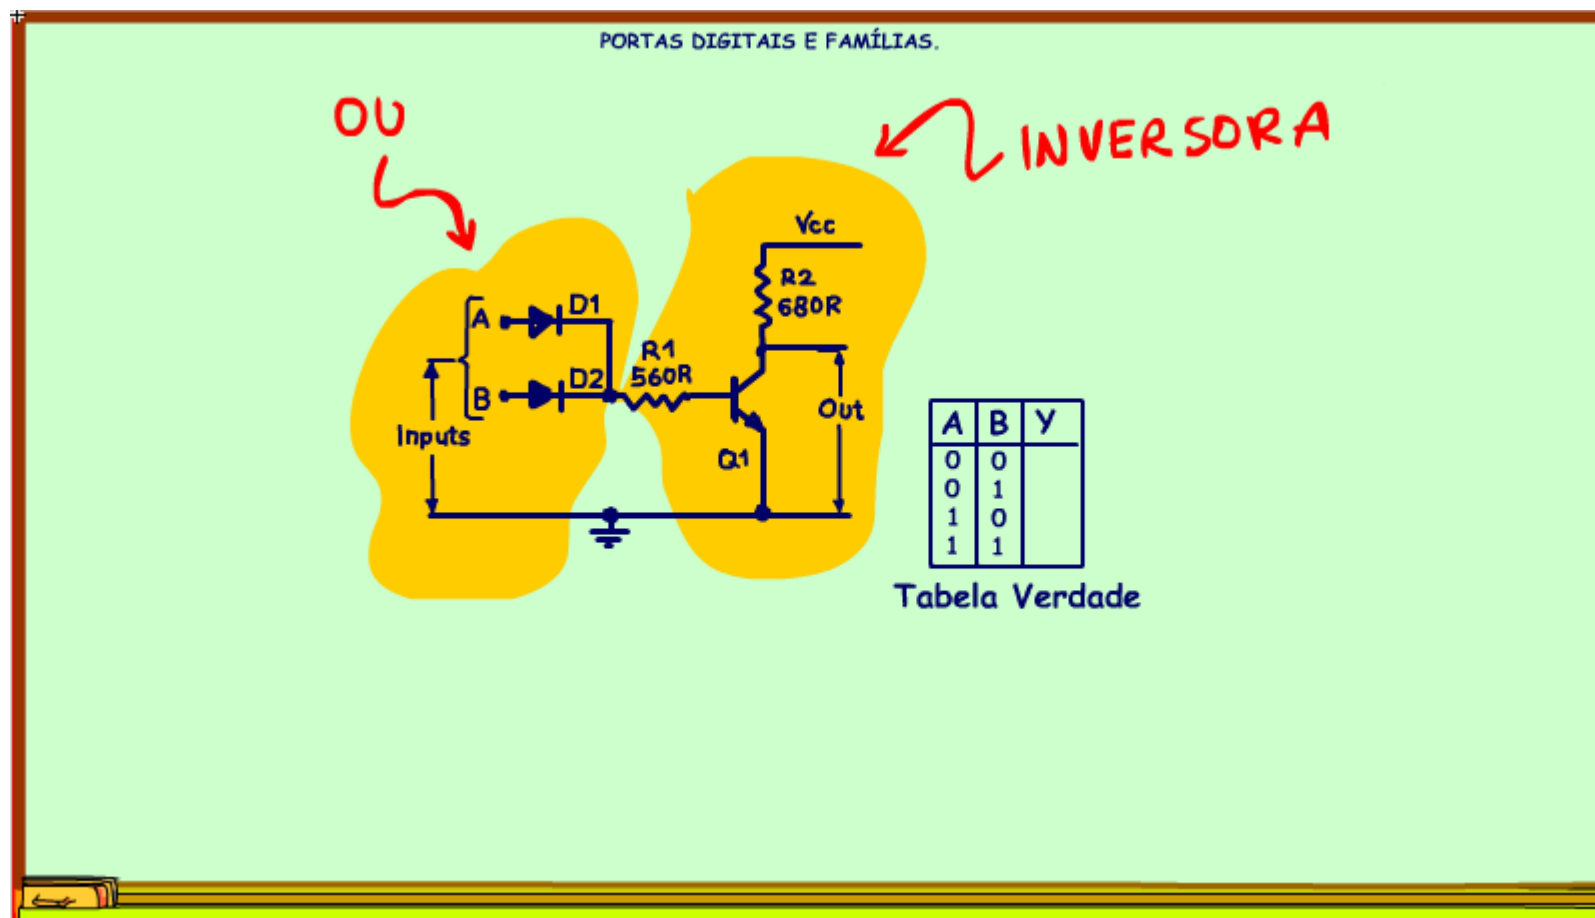 PORTAS DIGITAIS E FAMÍLIAS.
OU
INVERSORA
Vcc
R2
680R
A
D1
R1
560R
B
D2
Inputs
Out
Q1
A B Y
0 0
0 1
1 0
1 1
Tabela Verdade